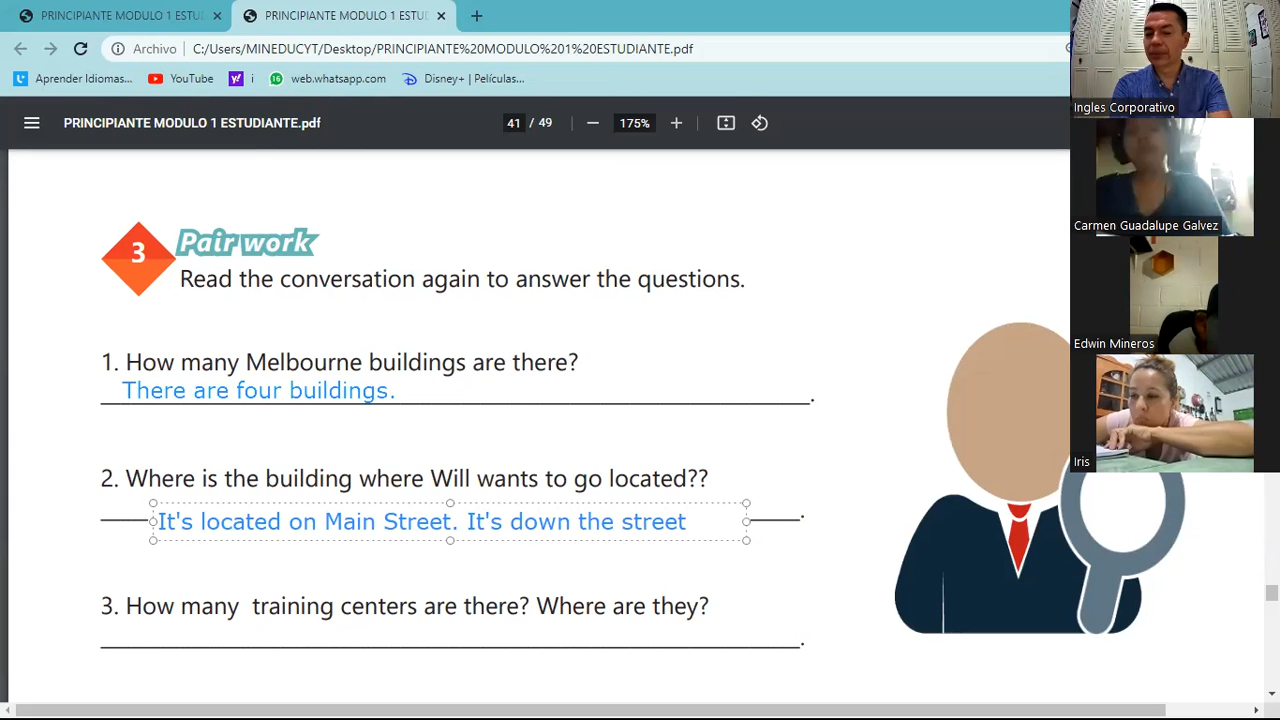 PRINCIPIANTE MODULO 1 ESTU
PRINCIPIANTE MODULO 1 ESTUDI
Archivo C:/Users/MINEDUCYT/Desktop/PRINCIPIANTE%20MODULO%201%20ESTUDIANTE.pdf
Aprender Idiomas... YouTube i web.whatsapp.com Disney+ | Películas...
PRINCIPIANTE MODULO 1 ESTUDIANTE.pdf 41 / 49 175%
Ingles Corporativo
Carmen Guadalupe Galvez
Edwin Mineros
Iris
3 Pair work
Read the conversation again to answer the questions.
1. How many Melbourne buildings are there?
There are four buildings.
2. Where is the building where Will wants to go located??
It's located on Main Street. It's down the street
3. How many training centers are there? Where are they?